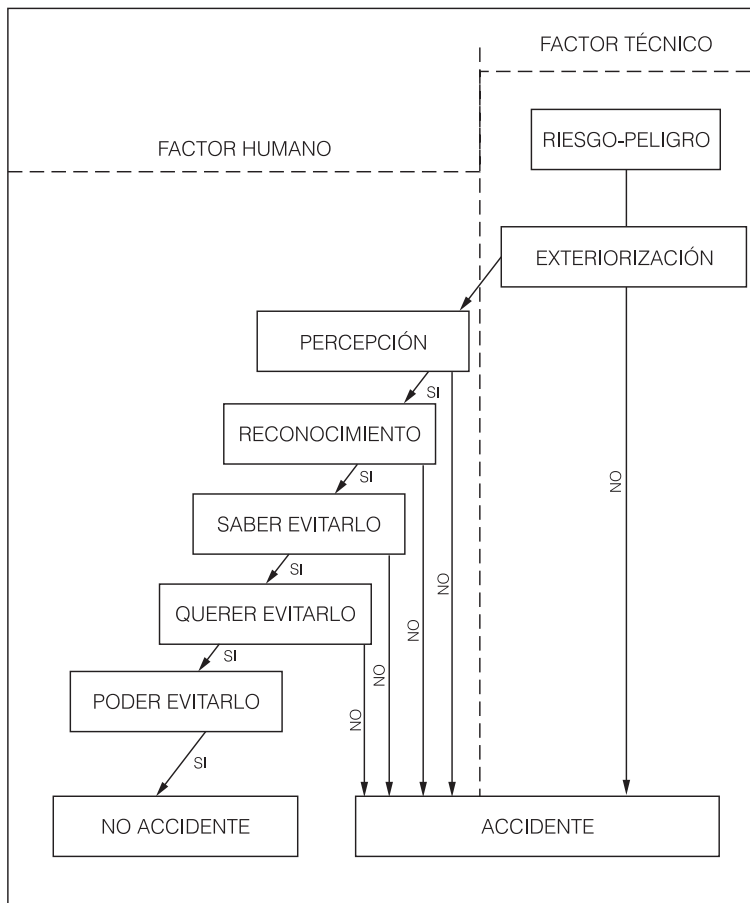 FACTOR TÉCNICO
FACTOR HUMANO
RIESGO-PELIGRO
EXTERIORIZACIÓN
PERCEPCIÓN
SI
RECONOCIMIENTO
SI
NO
SABER EVITARLO
SI
NO
QUERER EVITARLO
SI
NO
NO
PODER EVITARLO
NO
SI
NO ACCIDENTE
ACCIDENTE